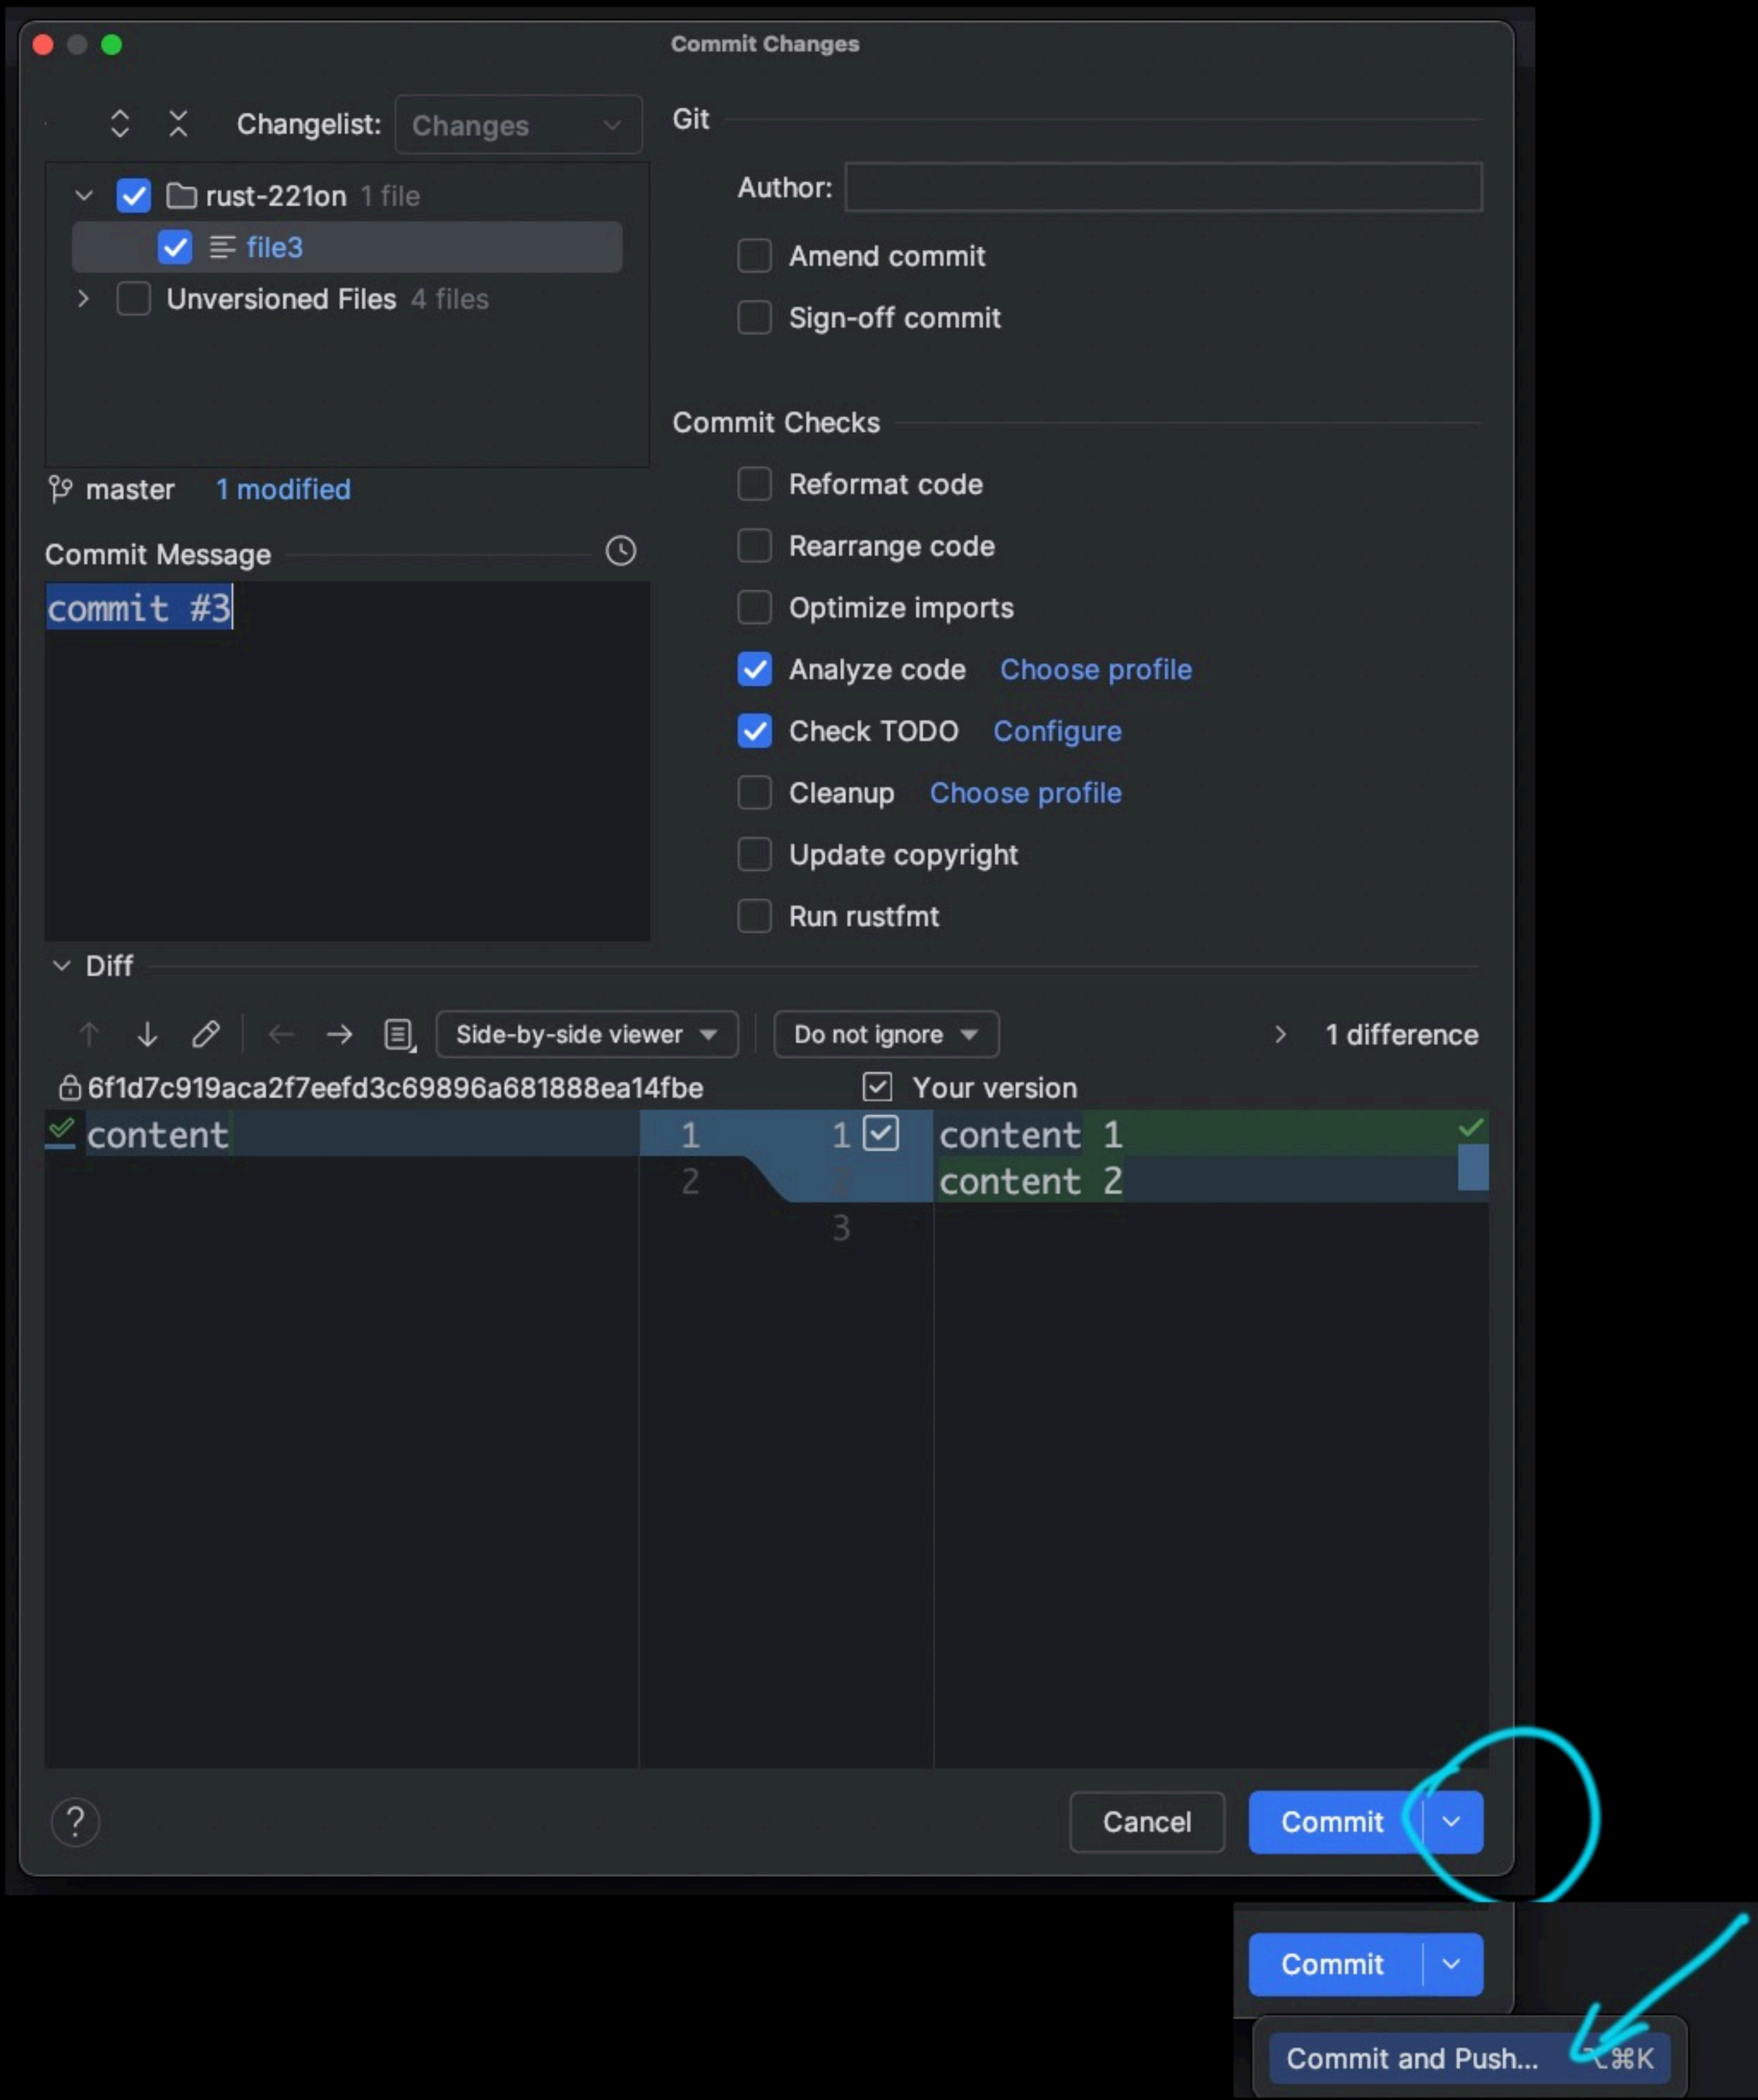 Commit Changes
Changelist: Changes
rust-221on 1 file
file3
Unversioned Files 4 files
master 1 modified
Commit Message
commit #3
Git
Author:
Amend commit
Sign-off commit
Commit Checks
Reformat code
Rearrange code
Optimize imports
Analyze code Choose profile
Check TODO Configure
Cleanup Choose profile
Update copyright
Run rustfmt
Diff
Side-by-side viewer Do not ignore 1 difference
6f1d7c919aca2f7eefd3c69896a681888ea14fbe Your version
content 1 1 content 1
2 2 content 2
3
? Cancel Commit
Commit
Commit and Push... ⌥⌘K